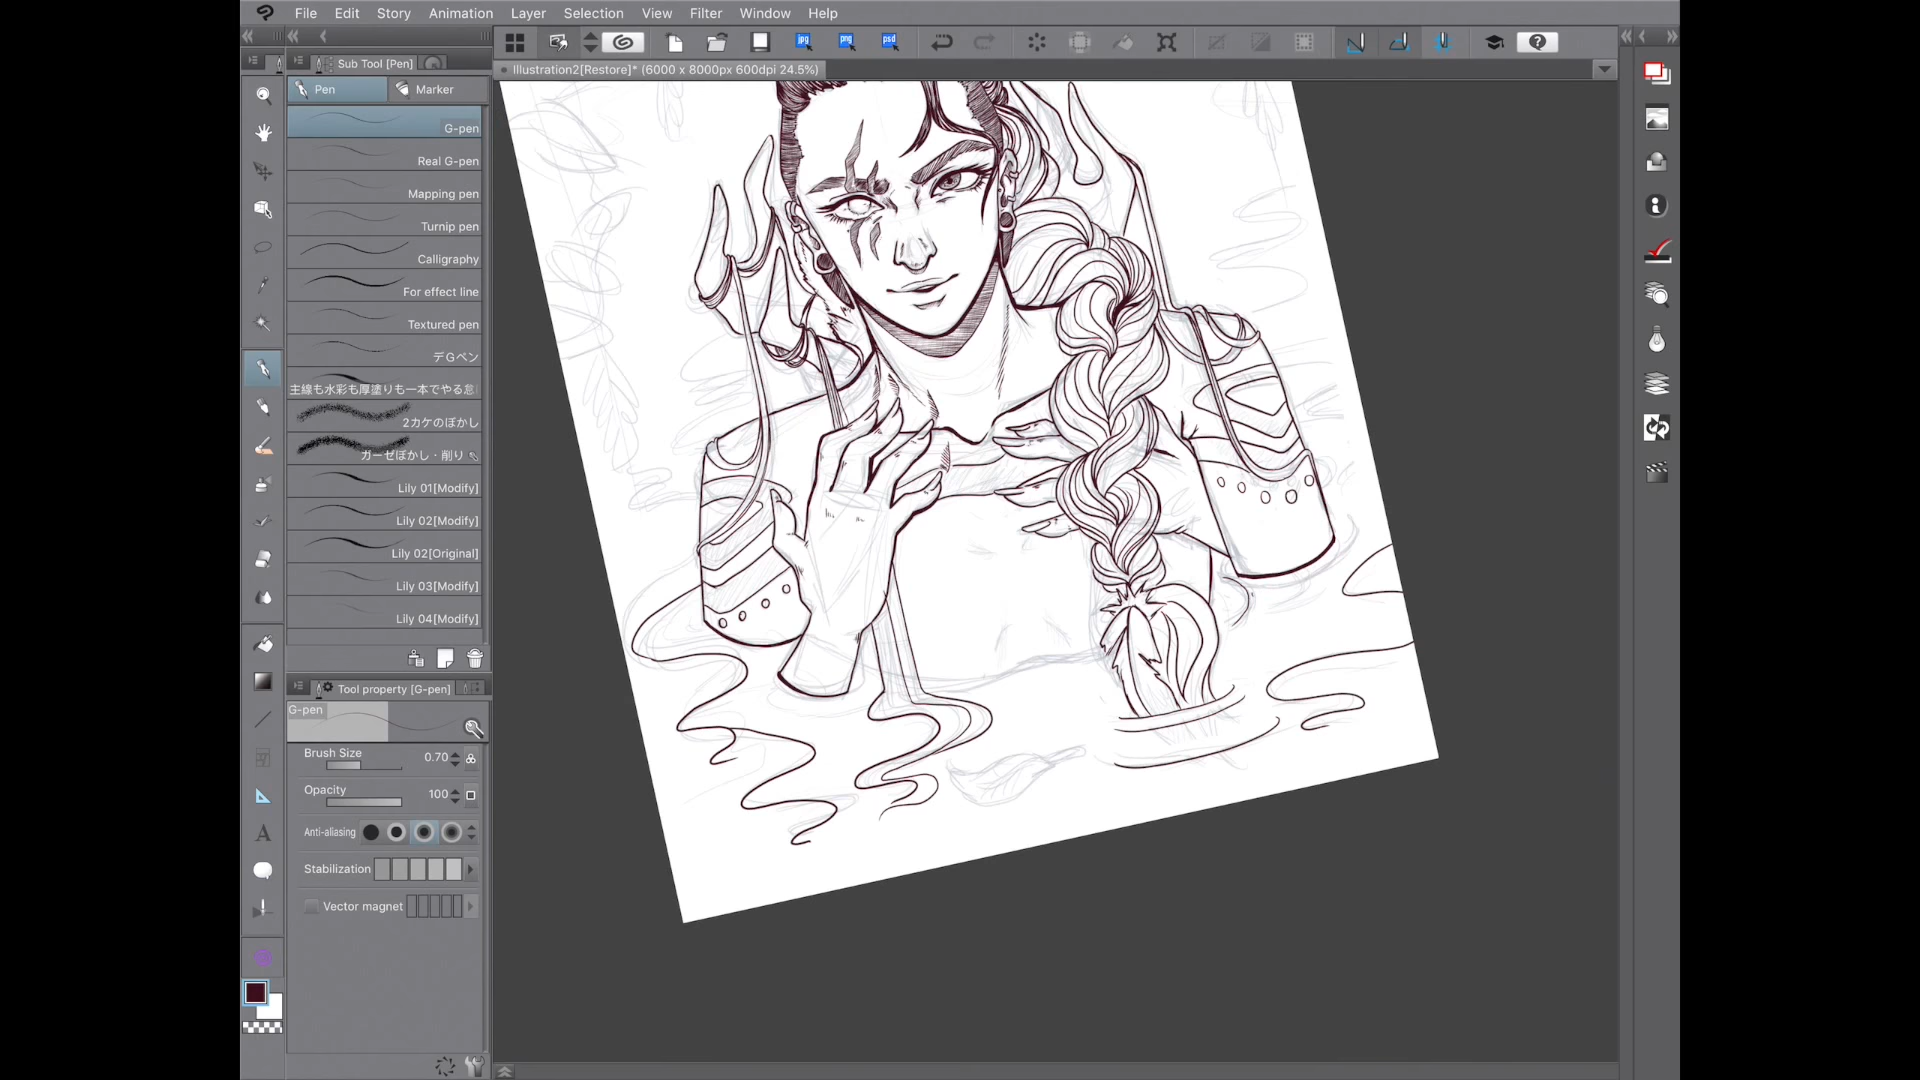 File Edit Story Animation Layer Selection View Filter Window Help
jpg png psd
Sub Tool [Pen]
Illustration2[Restore]* (6000 x 8000px 600dpi 24.5%)
Pen
Marker
G-pen
Real G-pen
Mapping pen
Turnip pen
Calligraphy
For effect line
Textured pen
デGペン
主線も水彩も厚塗りも一本でやる怠
2カケのぼかし
ガーゼぼかし・削り
Lily 01[Modify]
Lily 02[Modify]
Lily 02[Original]
Lily 03[Modify]
Lily 04[Modify]
Tool property [G-pen]
G-pen
Brush Size 0.70
Opacity 100
Anti-aliasing
Stabilization
Vector magnet